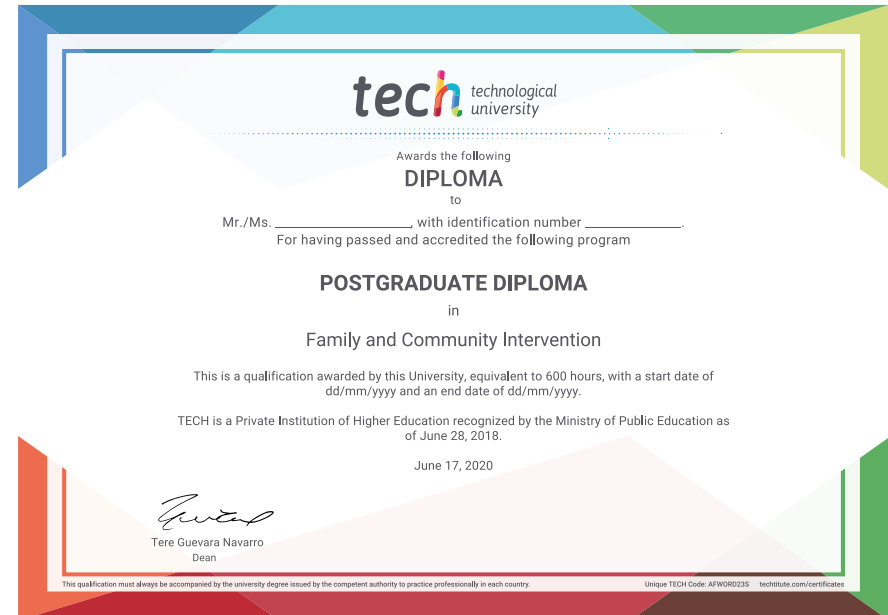 tech technological
university
Awards the following
DIPLOMA
to
Mr./Ms. ____________________, with identification number ______________.
For having passed and accredited the following program
POSTGRADUATE DIPLOMA
in
Family and Community Intervention
This is a qualification awarded by this University, equivalent to 600 hours, with a start date of
dd/mm/yyyy and an end date of dd/mm/yyyy.
TECH is a Private Institution of Higher Education recognized by the Ministry of Public Education as
of June 28, 2018.
June 17, 2020
Tere Guevara Navarro
Dean
This qualification must always be accompanied by the university degree issued by the competent authority to practice professionally in each country. Unique TECH Code: AFWORD23S techtitute.com/certificates